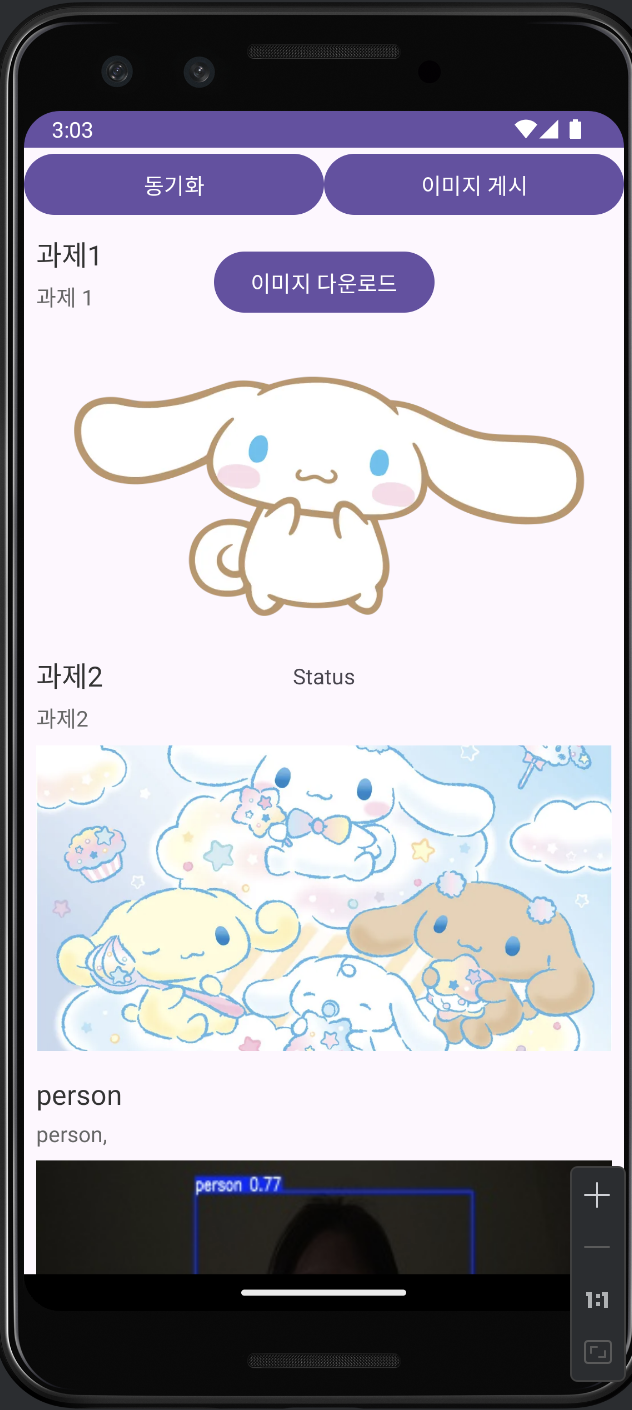 3:03
동기화
이미지 게시
과제1
이미지 다운로드
과제 1
과제2
Status
과제2
person
person,
person 0.77
1:1